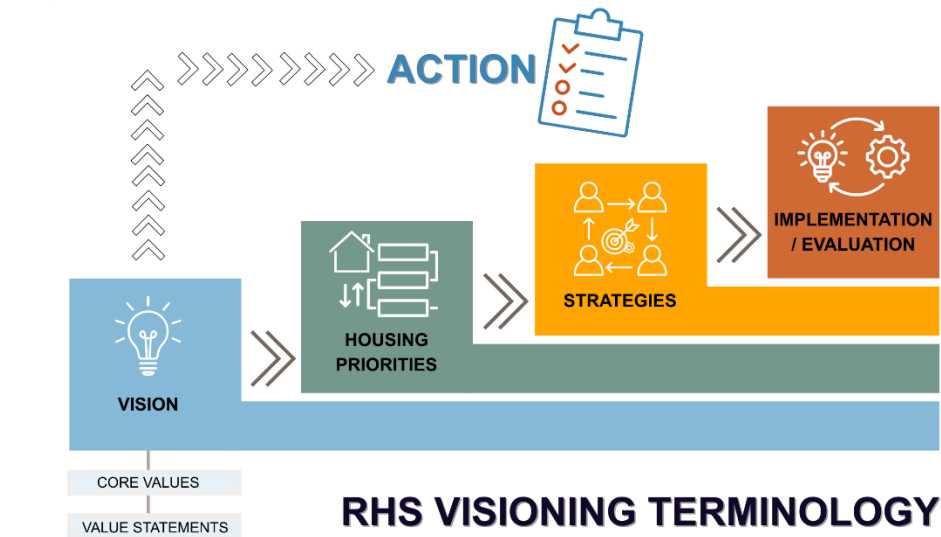 ACTION
IMPLEMENTATION
/ EVALUATION
STRATEGIES
HOUSING
PRIORITIES
VISION
CORE VALUES
VALUE STATEMENTS
RHS VISIONING TERMINOLOGY